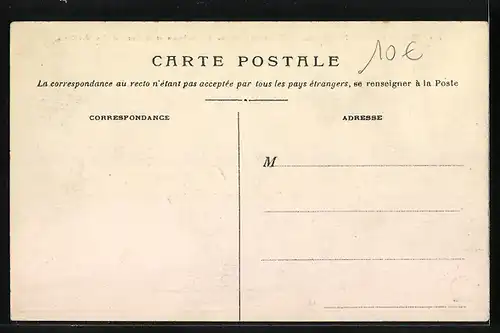 CARTE POSTALE
10€
La correspondance au recto n'étant pas acceptée par tous les pays étrangers, se renseigner à la Poste
CORRESPONDANCE
ADRESSE
M